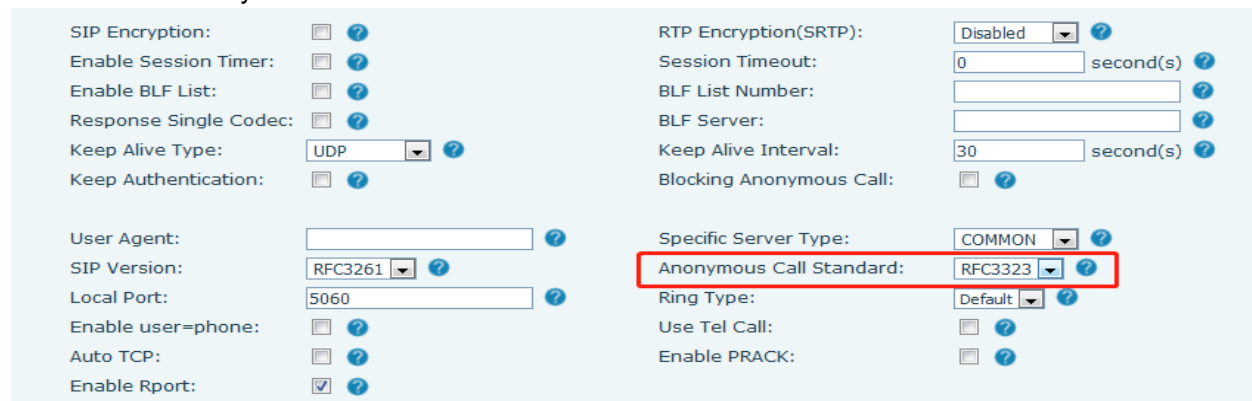 SIP Encryption: RTP Encryption(SRTP): Disabled
Enable Session Timer: Session Timeout: 0 second(s)
Enable BLF List: BLF List Number:
Response Single Codec: BLF Server:
Keep Alive Type: UDP Keep Alive Interval: 30 second(s)
Keep Authentication: Blocking Anonymous Call:
User Agent: Specific Server Type: COMMON
SIP Version: RFC3261 Anonymous Call Standard: RFC3323
Local Port: 5060 Ring Type: Default
Enable user=phone: Use Tel Call:
Auto TCP: Enable PRACK:
Enable Rport: